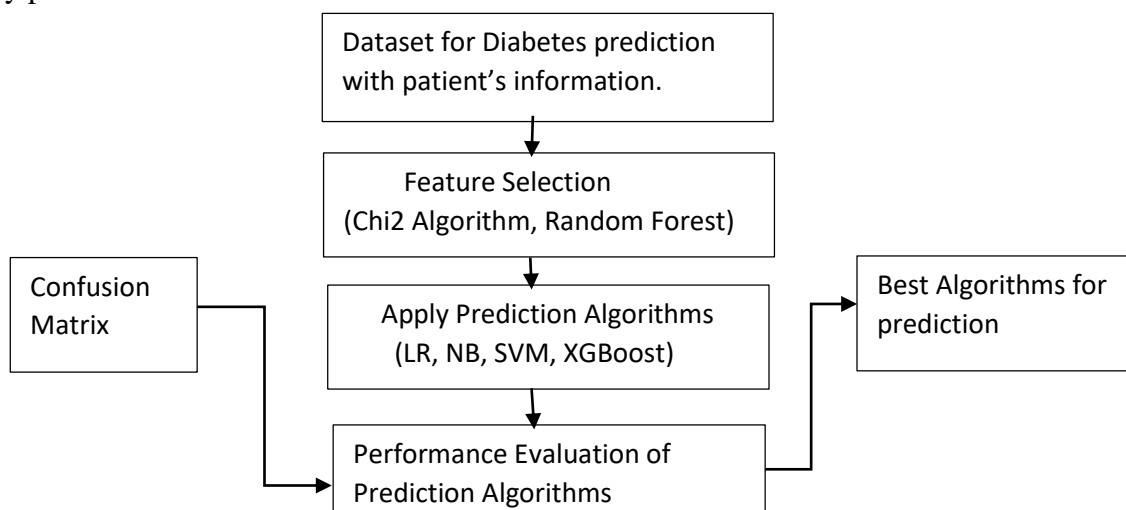 Dataset for Diabetes prediction
with patient’s information.
Feature Selection
(Chi2 Algorithm, Random Forest)
Confusion
Matrix
Apply Prediction Algorithms
(LR, NB, SVM, XGBoost)
Best Algorithms for
prediction
Performance Evaluation of
Prediction Algorithms